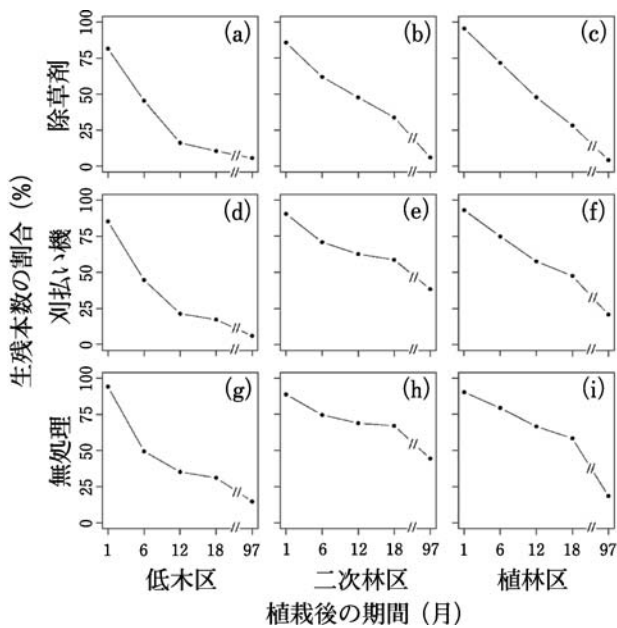 生残本数の割合 (%)
除草剤
100
75
50
25
0
(a)
(b)
(c)
刈払い機
100
75
50
25
0
(d)
(e)
(f)
無処理
100
75
50
25
0
(g)
(h)
(i)
1 6 12 18 97
1 6 12 18 97
1 6 12 18 97
低木区
二次林区
植林区
植栽後の期間 (月)